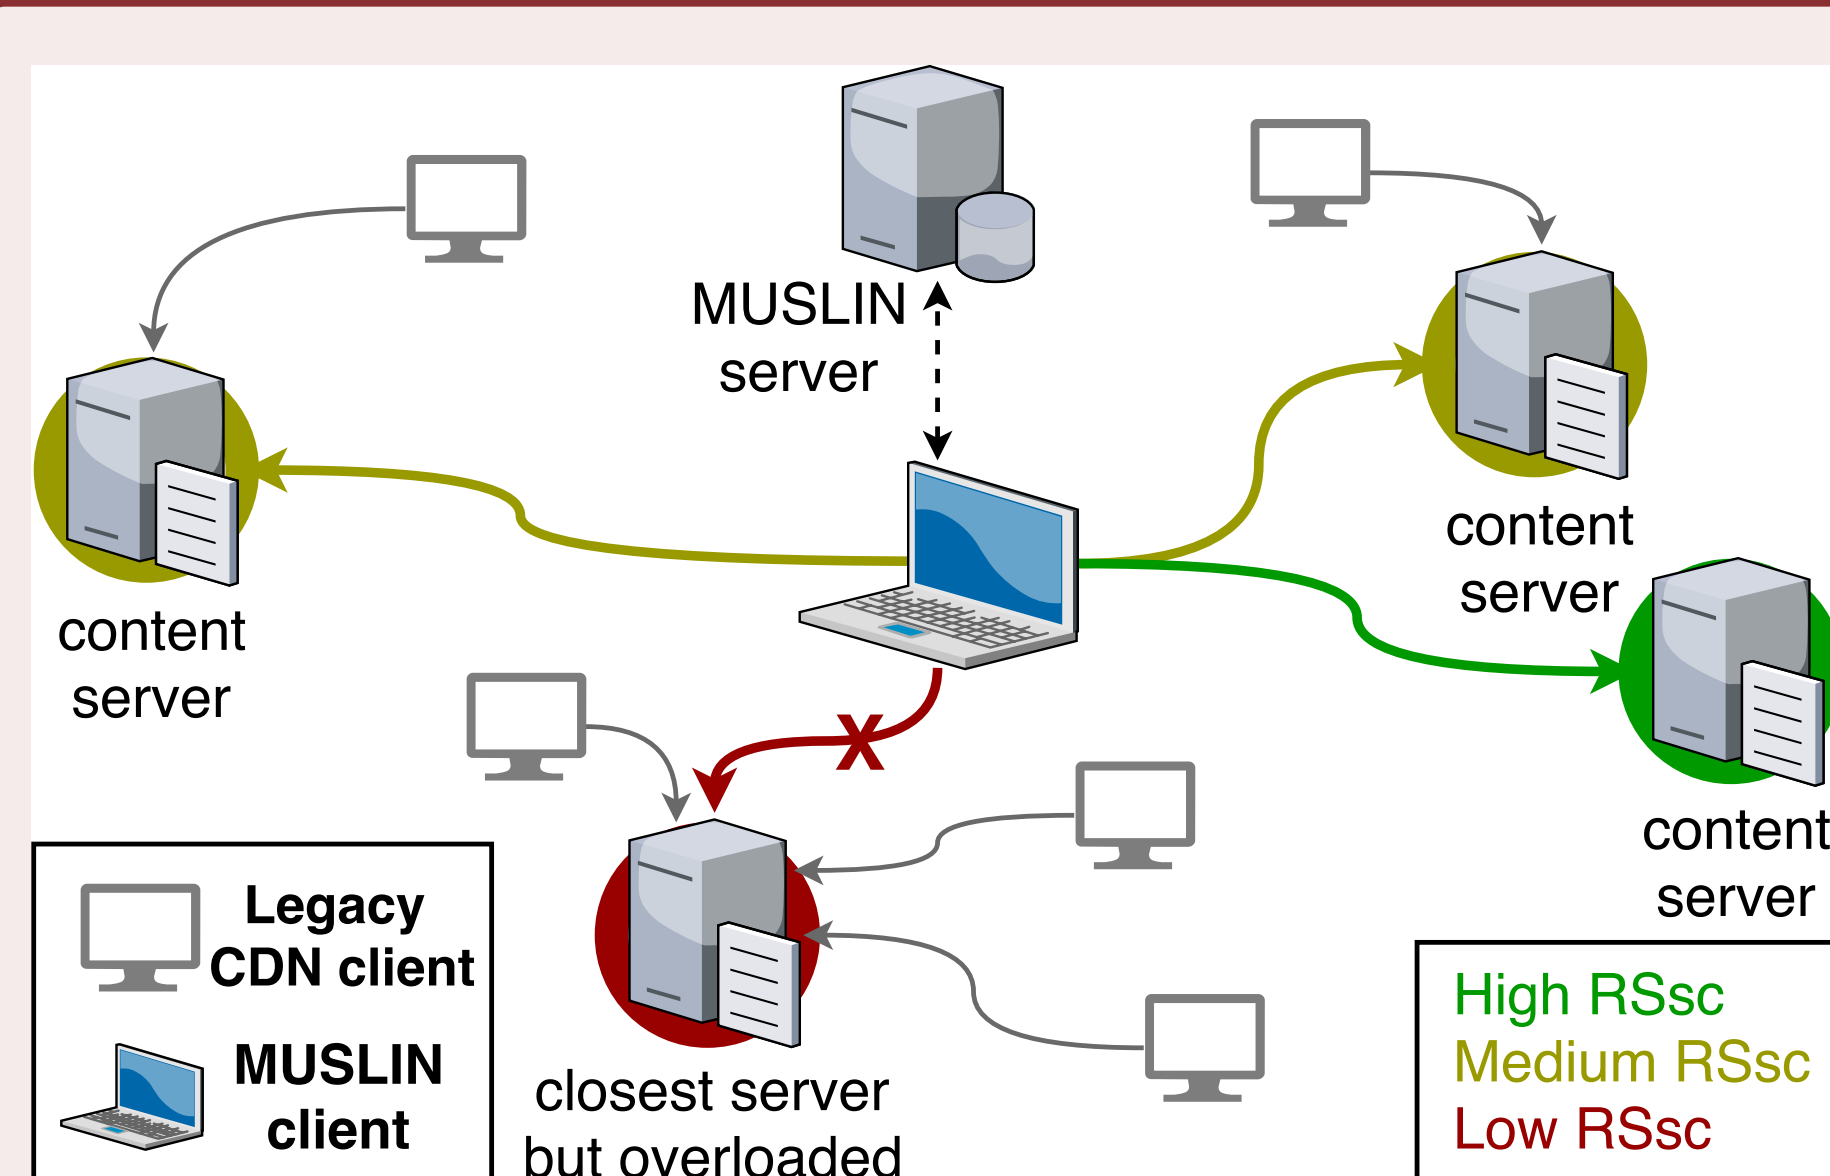 MUSLIN
server
content
server
content
server
content
server
X
closest server
but overloaded
Legacy
CDN client
MUSLIN
client
High RSsc
Medium RSsc
Low RSsc